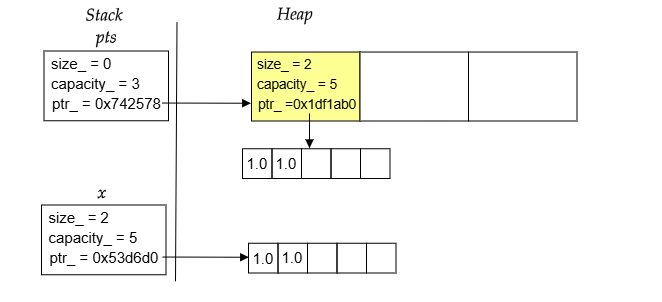 Stack
Heap
pts
size_ = 0
capacity_ = 3
ptr_ = 0x742578
size_ = 2
capacity_ = 5
ptr_ =0x1df1ab0
1.0 1.0
x
size_ = 2
capacity_ = 5
ptr_ = 0x53d6d0
1.0 1.0